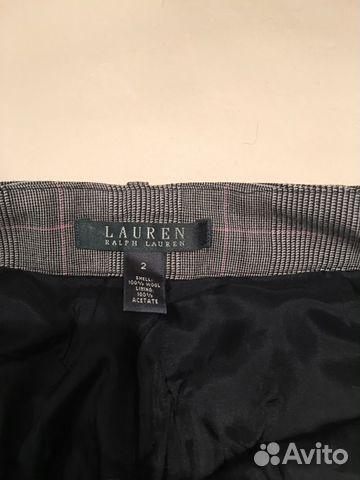 LAUREN
RALPH LAUREN
2
SHELL:
100% WOOL
LINING
100%
ACETATE
Avito